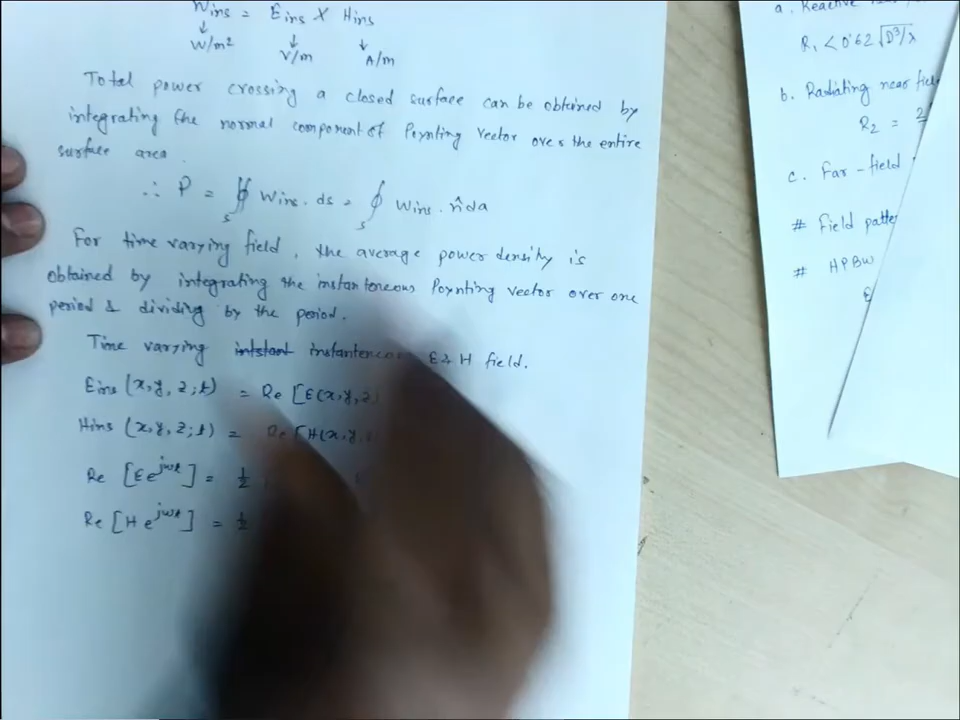 Wins = Eins X Hins
↓ ↓ ↓
W/m² V/m A/m
Total power crossing a closed surface can be obtained by
integrating the normal component of Poynting Vector over the entire
surface area.
∴ P = ∯s Wins . ds = ∮s Wins . n̂ da
For time varying field, the average power density is
obtained by integrating the instantaneous Poynting vector over one
period & dividing by the period.
Time varying E & H field.
Eins (x, y, z; t) = Re [E(x, y, z)
Hins (x, y, z; t) = Re [H(x, y,
Re [E e^jωt] = ½
Re [H e^jωt] = ½
a. Reactive
R₁ < 0.62 √D³/λ
b. Radiating near field
R₂ =
c. Far-field
# Field
# HPBW